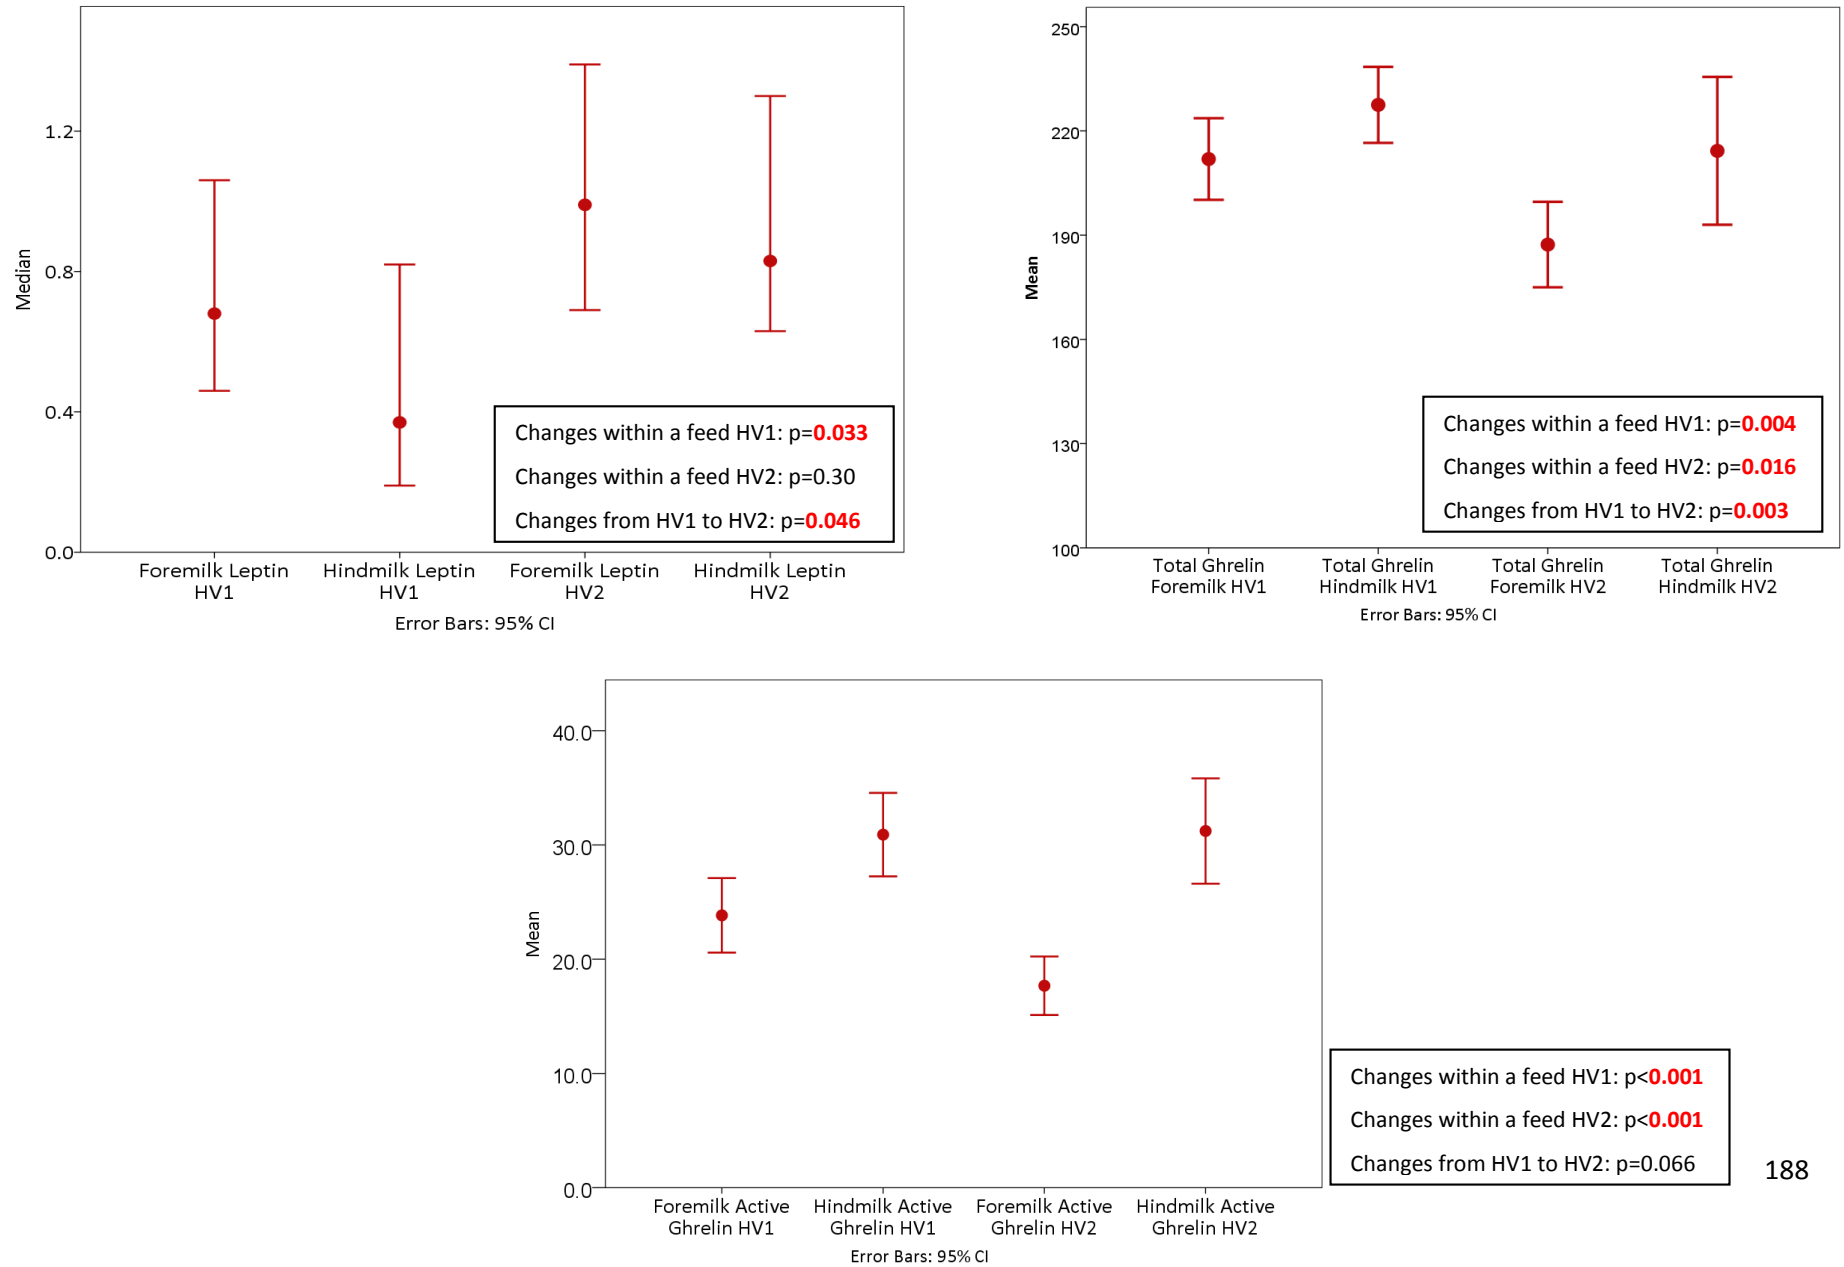 Median
1.2
0.8
0.4
0.0
Foremilk Leptin HV1
Hindmilk Leptin HV1
Foremilk Leptin HV2
Hindmilk Leptin HV2
Error Bars: 95% CI
Changes within a feed HV1: p=0.033
Changes within a feed HV2: p=0.30
Changes from HV1 to HV2: p=0.046
Mean
250
220
190
160
130
100
Total Ghrelin Foremilk HV1
Total Ghrelin Hindmilk HV1
Total Ghrelin Foremilk HV2
Total Ghrelin Hindmilk HV2
Error Bars: 95% CI
Changes within a feed HV1: p=0.004
Changes within a feed HV2: p=0.016
Changes from HV1 to HV2: p=0.003
Mean
40.0
30.0
20.0
10.0
0.0
Foremilk Active Ghrelin HV1
Hindmilk Active Ghrelin HV1
Foremilk Active Ghrelin HV2
Hindmilk Active Ghrelin HV2
Error Bars: 95% CI
Changes within a feed HV1: p<0.001
Changes within a feed HV2: p<0.001
Changes from HV1 to HV2: p=0.066
188